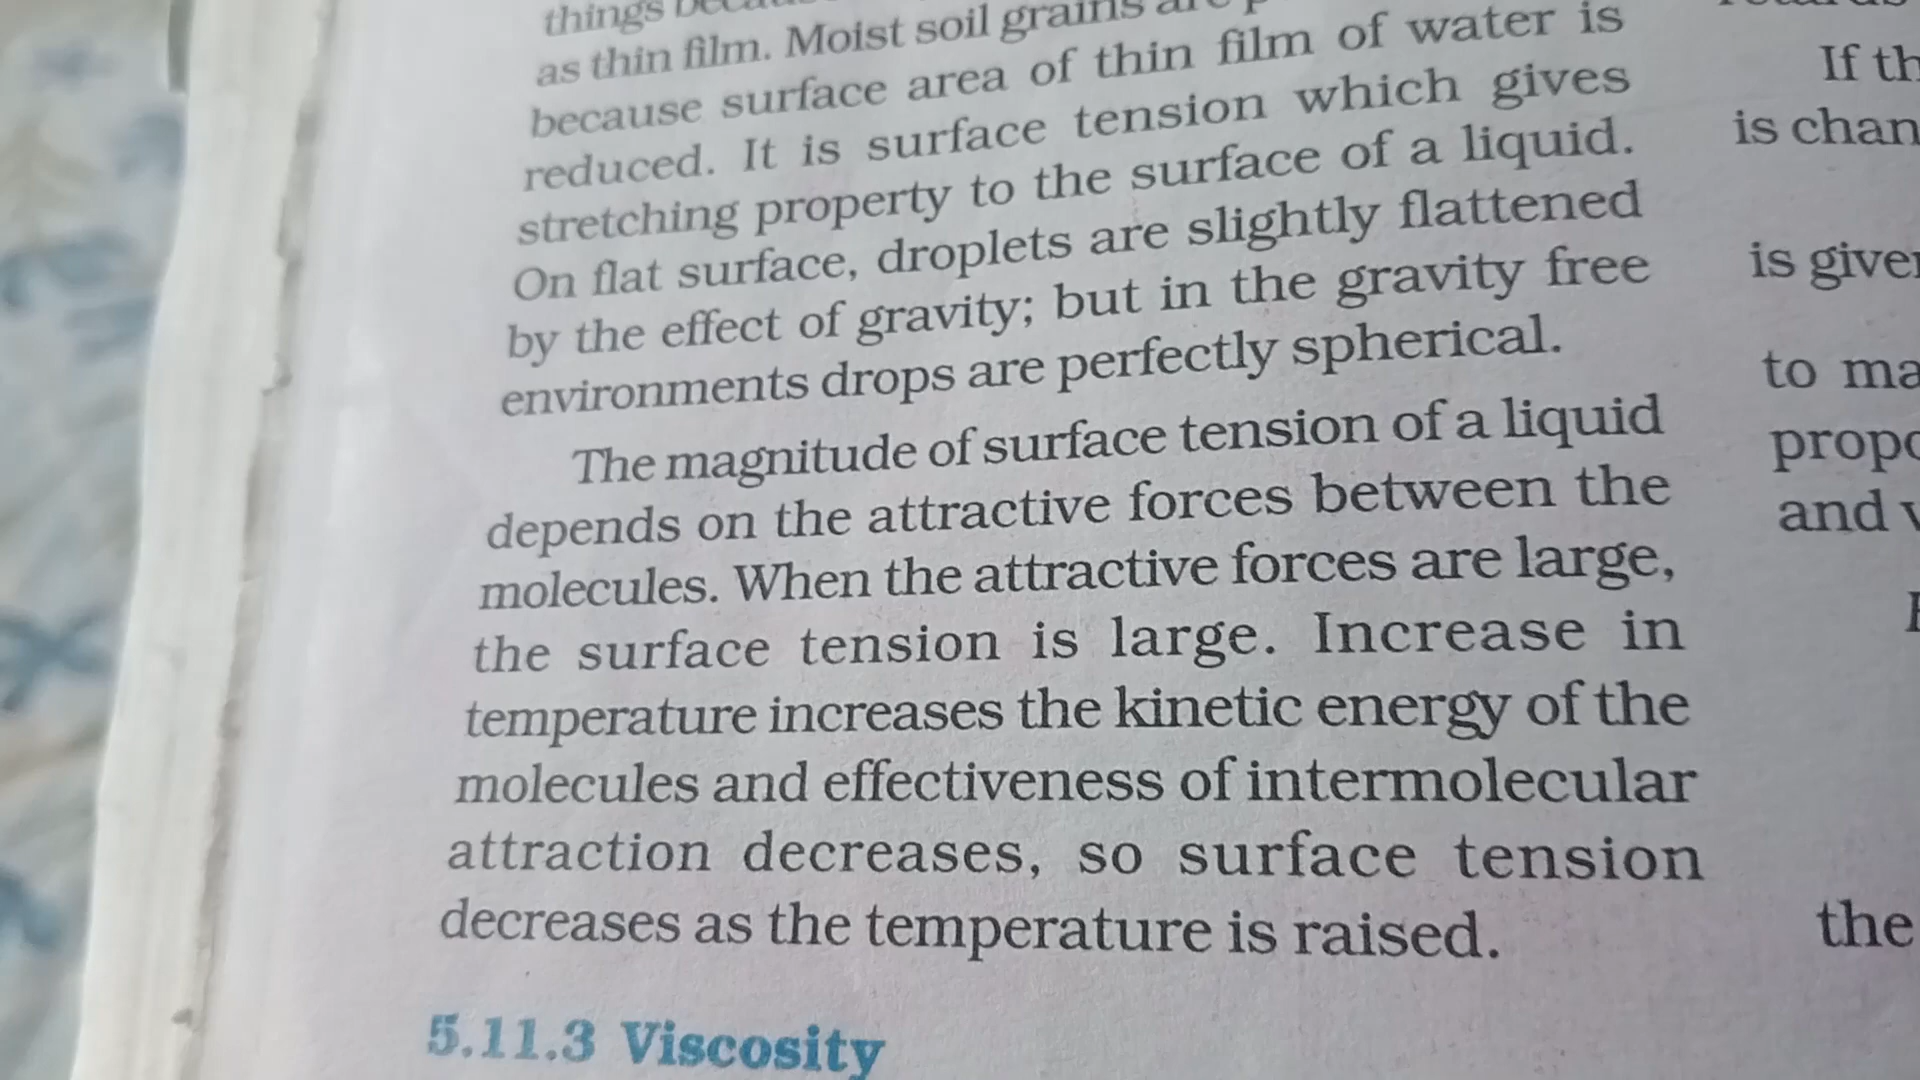 things
as thin film. Moist soil grains are
because surface area of thin film of water is
reduced. It is surface tension which gives
stretching property to the surface of a liquid.
On flat surface, droplets are slightly flattened
by the effect of gravity; but in the gravity free
environments drops are perfectly spherical.
The magnitude of surface tension of a liquid
depends on the attractive forces between the
molecules. When the attractive forces are large,
the surface tension is large. Increase in
temperature increases the kinetic energy of the
molecules and effectiveness of intermolecular
attraction decreases, so surface tension
decreases as the temperature is raised.
5.11.3 Viscosity
If th
is chan
is give
to ma
prop
and
the